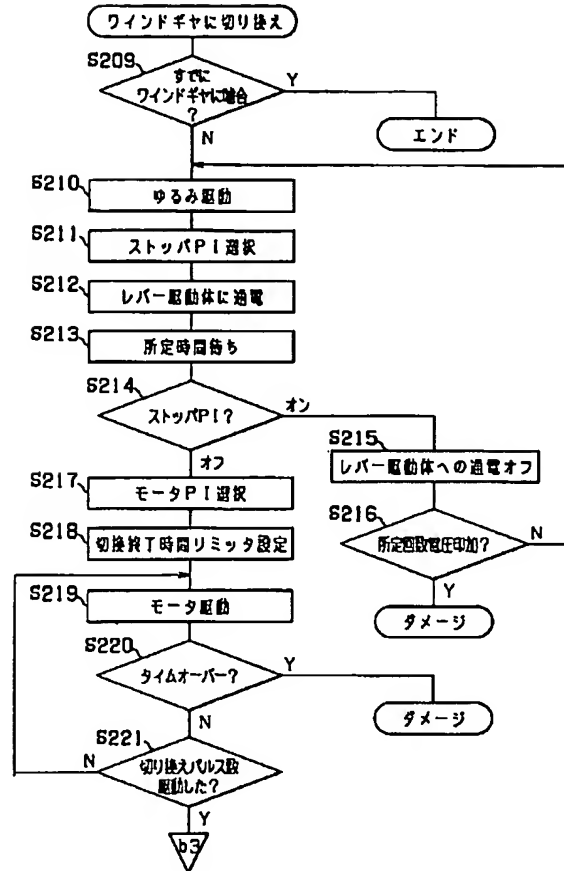 ワインドギヤに切り換え
S209
すでに
ワインドギヤに噛合
?
Y
エンド
N
S210
ゆるみ駆動
S211
ストッパPI選択
S212
レバー駆動体に通電
S213
所定時間待ち
S214
ストッパPI?
オン
オフ
S215
レバー駆動体への通電オフ
S216
所定回数電圧印加?
N
Y
ダメージ
S217
モータPI選択
S218
切換終了時間リミッタ設定
S219
モータ駆動
S220
タイムオーバー?
Y
ダメージ
N
S221
切り換えパルス数
駆動した?
N
Y
b3